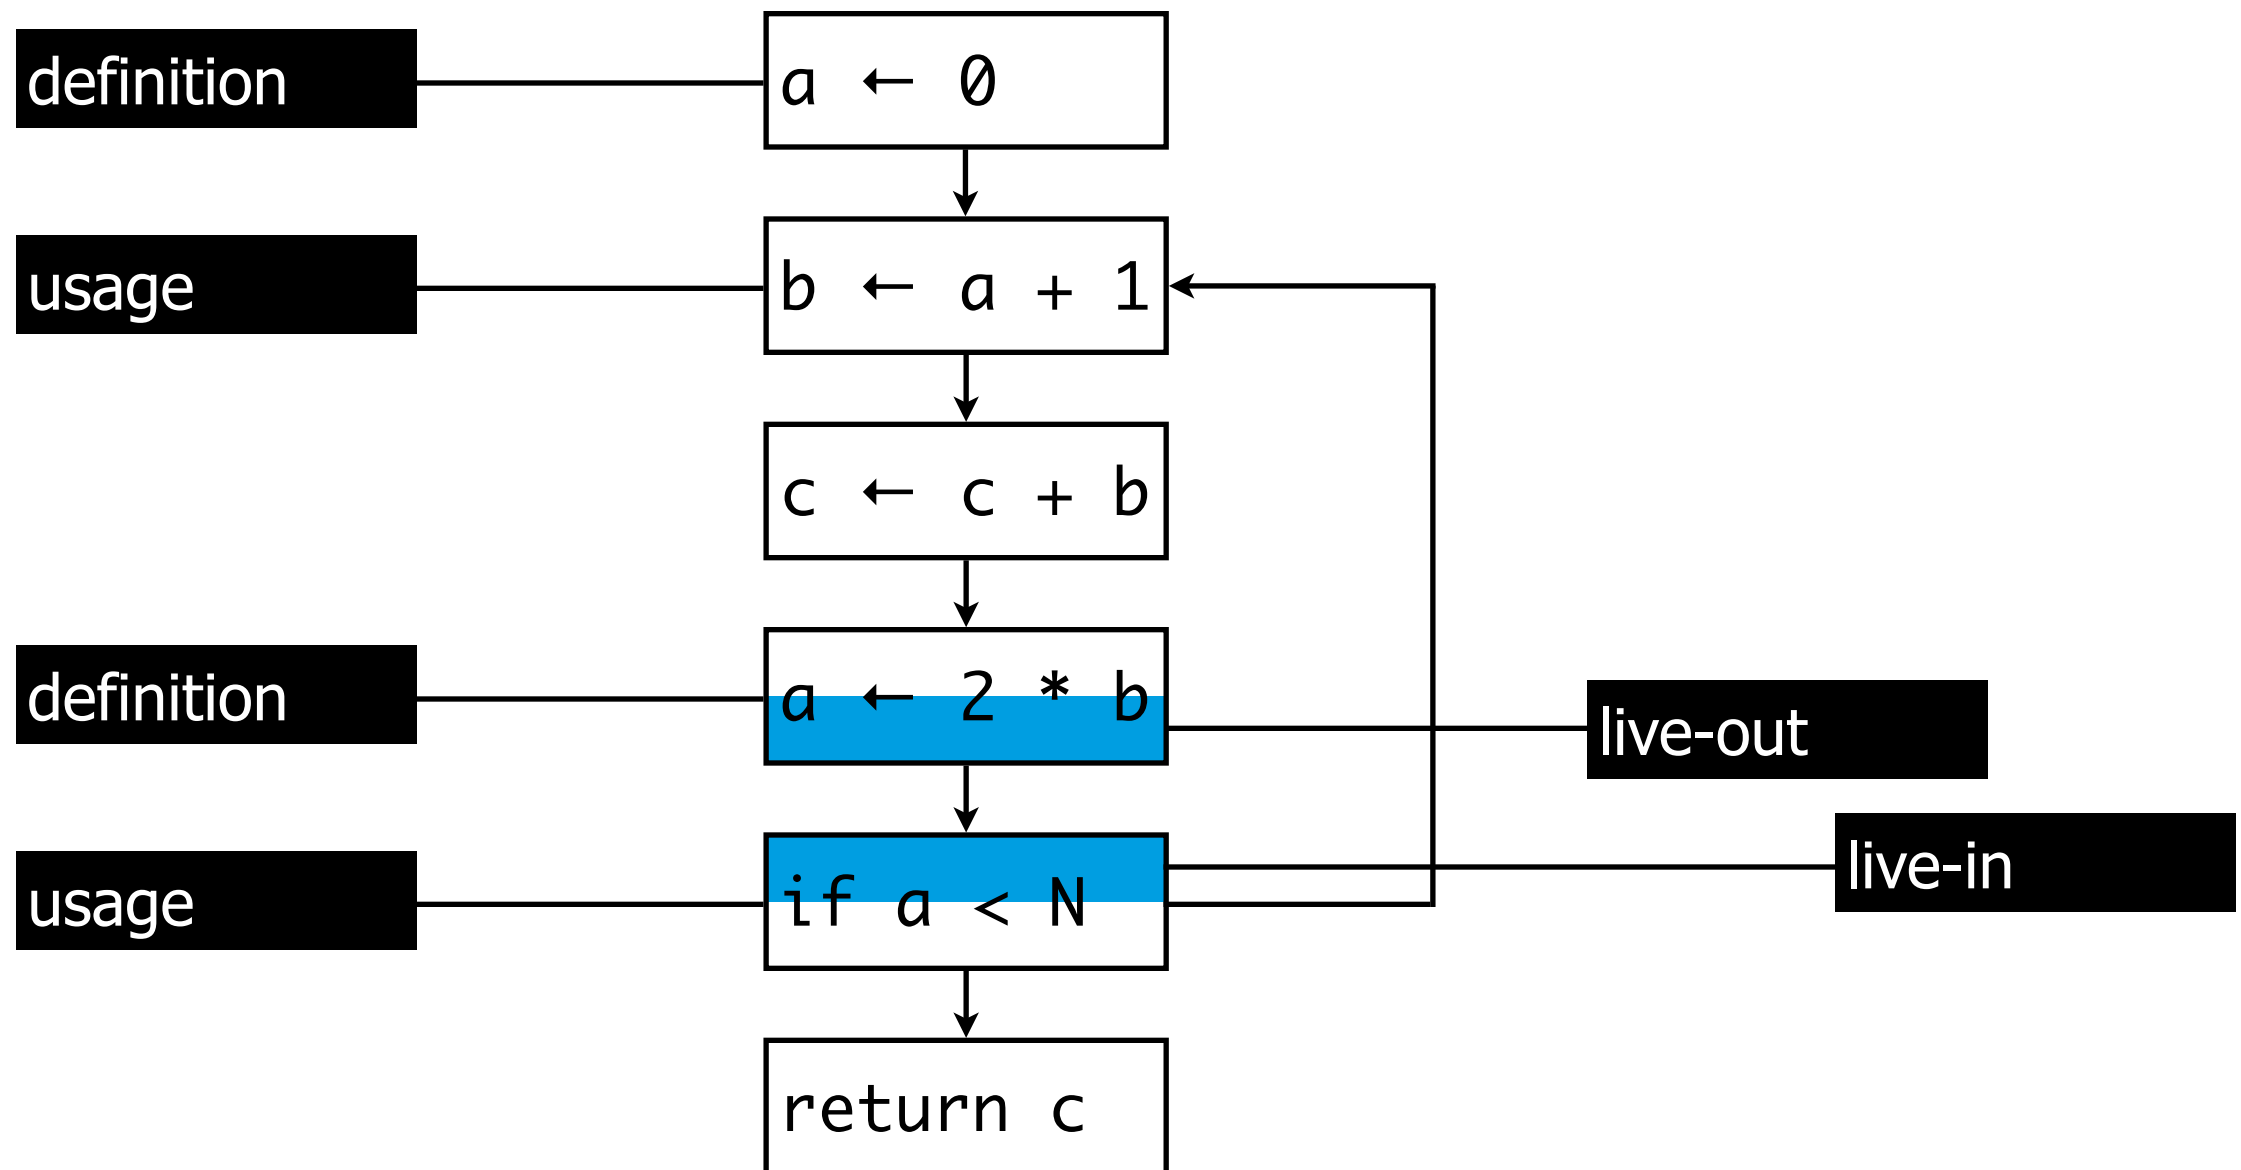 definition
a ← 0
usage
b ← a + 1
c ← c + b
definition
a ← 2 * b
live-out
live-in
usage
if a < N
return c